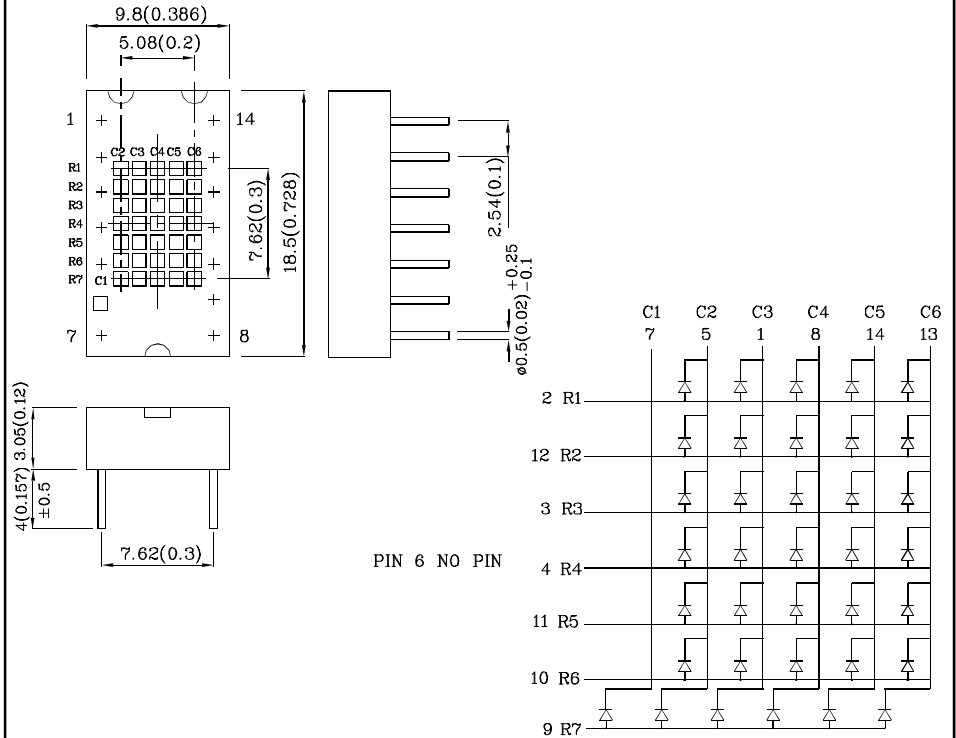 9.8(0.386)
5.08(0.2)
1 14
C2 C3 C4 C5 C6
R1
R2
R3
R4
R5
R6
R7 C1
7 8
7.62(0.3)
18.5(0.728)
2.54(0.1)
ø0.5(0.02) +0.25 -0.1
3.05(0.12)
4(0.157) ±0.5
7.62(0.3)
PIN 6 NO PIN
C1 C2 C3 C4 C5 C6
7 5 1 8 14 13
2 R1
12 R2
3 R3
4 R4
11 R5
10 R6
9 R7